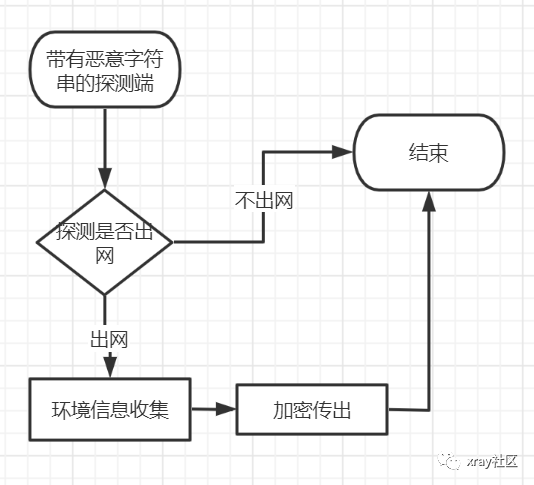 带有恶意字符
串的探测端
结束
不出网
探测是否出
网
出网
环境信息收集
加密传出
xray社区